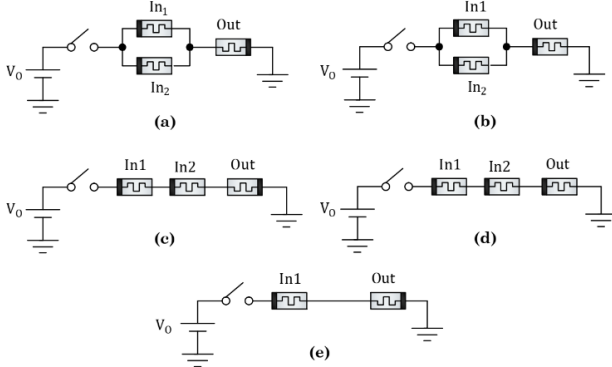 In₁ Out
V₀
In₂
(a)
In1 Out
V₀
In₂
(b)
In1 In2 Out
V₀
(c)
In1 In2 Out
V₀
(d)
In1 Out
V₀
(e)